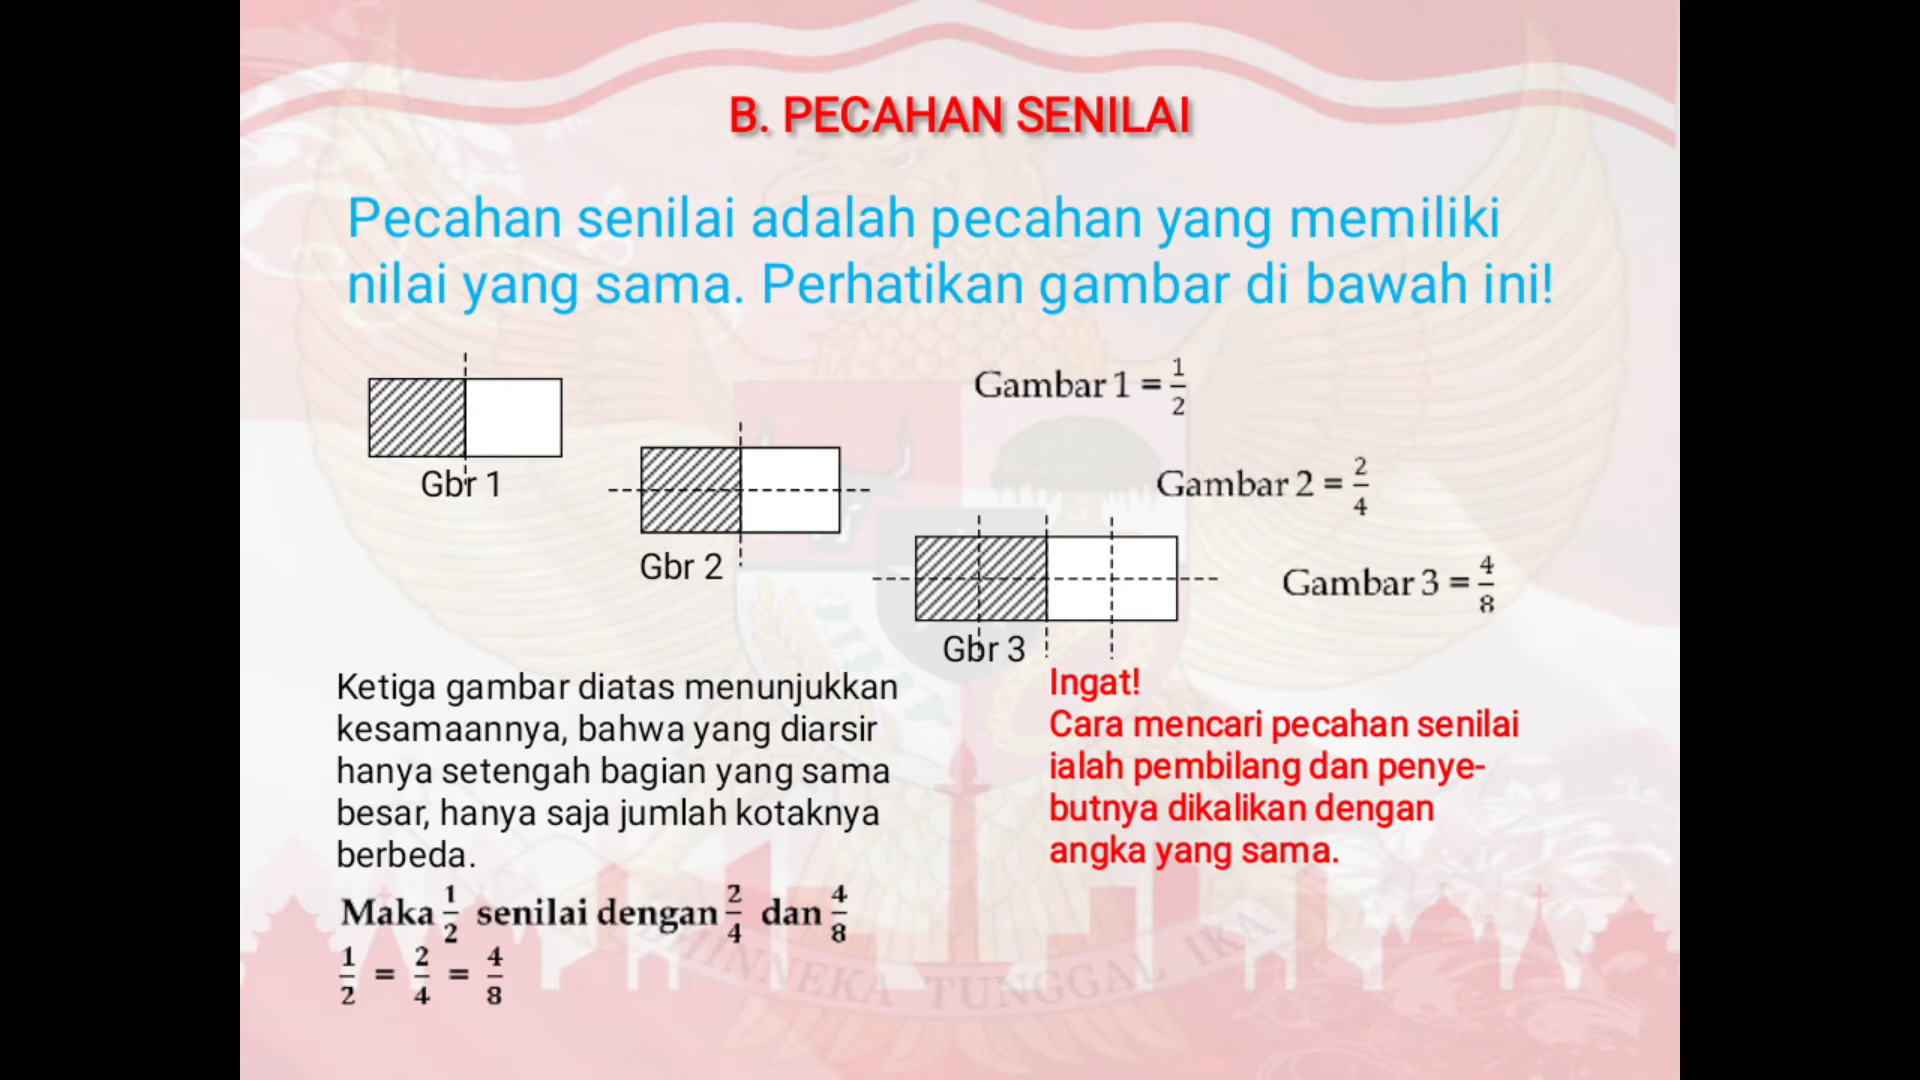 B. PECAHAN SENILAI
Pecahan senilai adalah pecahan yang memiliki
nilai yang sama. Perhatikan gambar di bawah ini!
Gbr 1
Gbr 2
Gbr 3
Gambar 1 = 1/2
Gambar 2 = 2/4
Gambar 3 = 4/8
Ketiga gambar diatas menunjukkan
kesamaannya, bahwa yang diarsir
hanya setengah bagian yang sama
besar, hanya saja jumlah kotaknya
berbeda.
Maka 1/2 senilai dengan 2/4 dan 4/8
1/2 = 2/4 = 4/8
Ingat!
Cara mencari pecahan senilai
ialah pembilang dan penye-
butnya dikalikan dengan
angka yang sama.
BHINNEKA TUNGGAL IKA